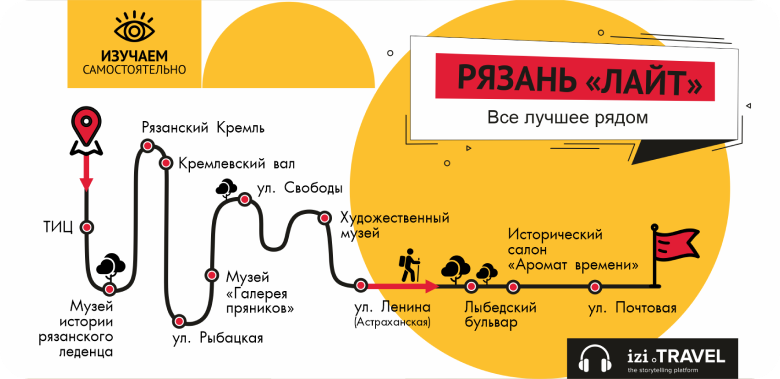 ИЗУЧАЕМ
САМОСТОЯТЕЛЬНО
РЯЗАНЬ «ЛАЙТ»
Все лучшее рядом
ТИЦ
Музей
истории
рязанского
леденца
Рязанский Кремль
Кремлевский вал
ул. Рыбацкая
Музей
«Галерея
пряников»
ул. Свободы
Художественный
музей
ул. Ленина
(Астраханская)
Лыбедский
бульвар
Исторический
салон
«Аромат времени»
ул. Почтовая
izi.TRAVEL
the storytelling platform